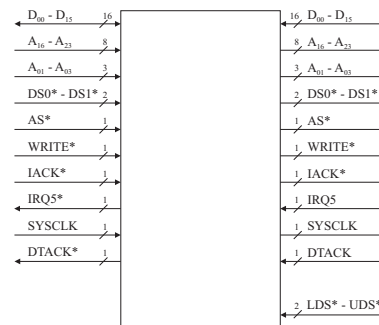 D₀₀ - D₁₅ 16
A₁₆ - A₂₃ 8
A₀₁ - A₀₃ 3
DS0* - DS1* 2
AS* 1
WRITE* 1
IACK* 1
IRQ5* 1
SYSCLK 1
DTACK* 1
16 D₀₀ - D₁₅
8 A₁₆ - A₂₃
3 A₀₁ - A₀₃
2 DS0* - DS1*
1 AS*
1 WRITE*
1 IACK*
1 IRQ5
1 SYSCLK
1 DTACK
2 LDS* - UDS*